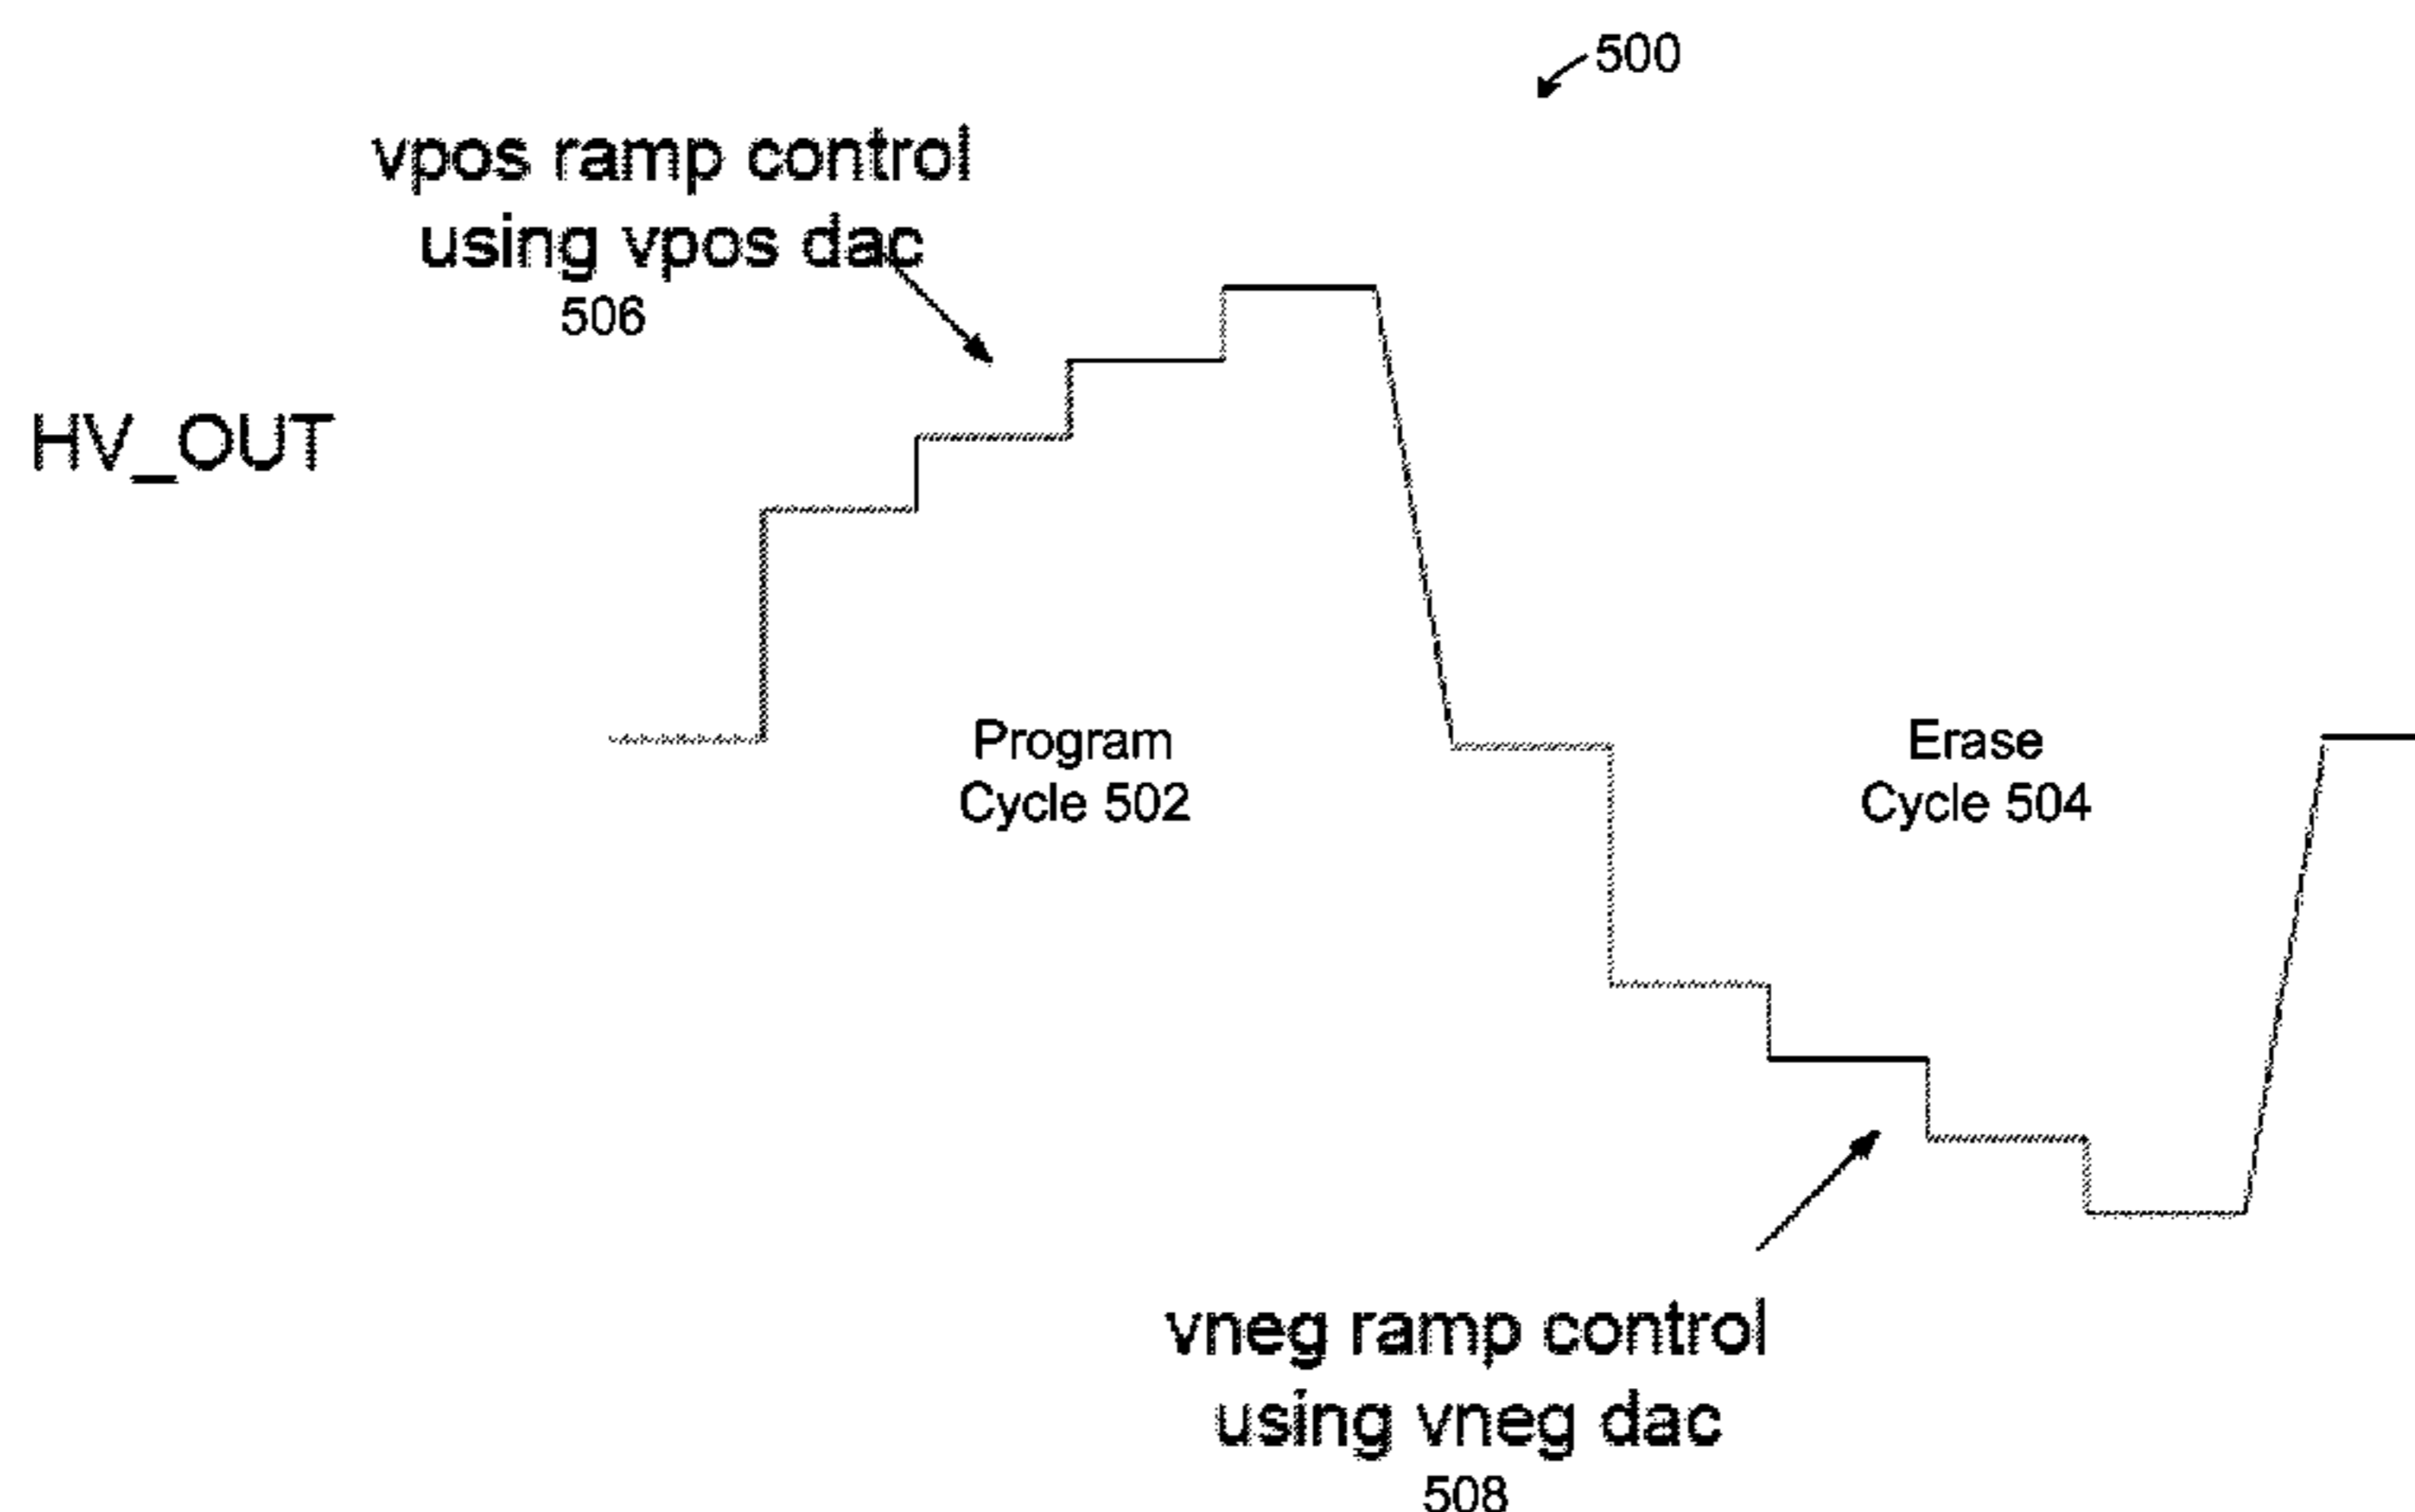 500
vpos ramp control
using vpos dac
506
HV_OUT
Program
Cycle 502
Erase
Cycle 504
vneg ramp control
using vneg dac
508